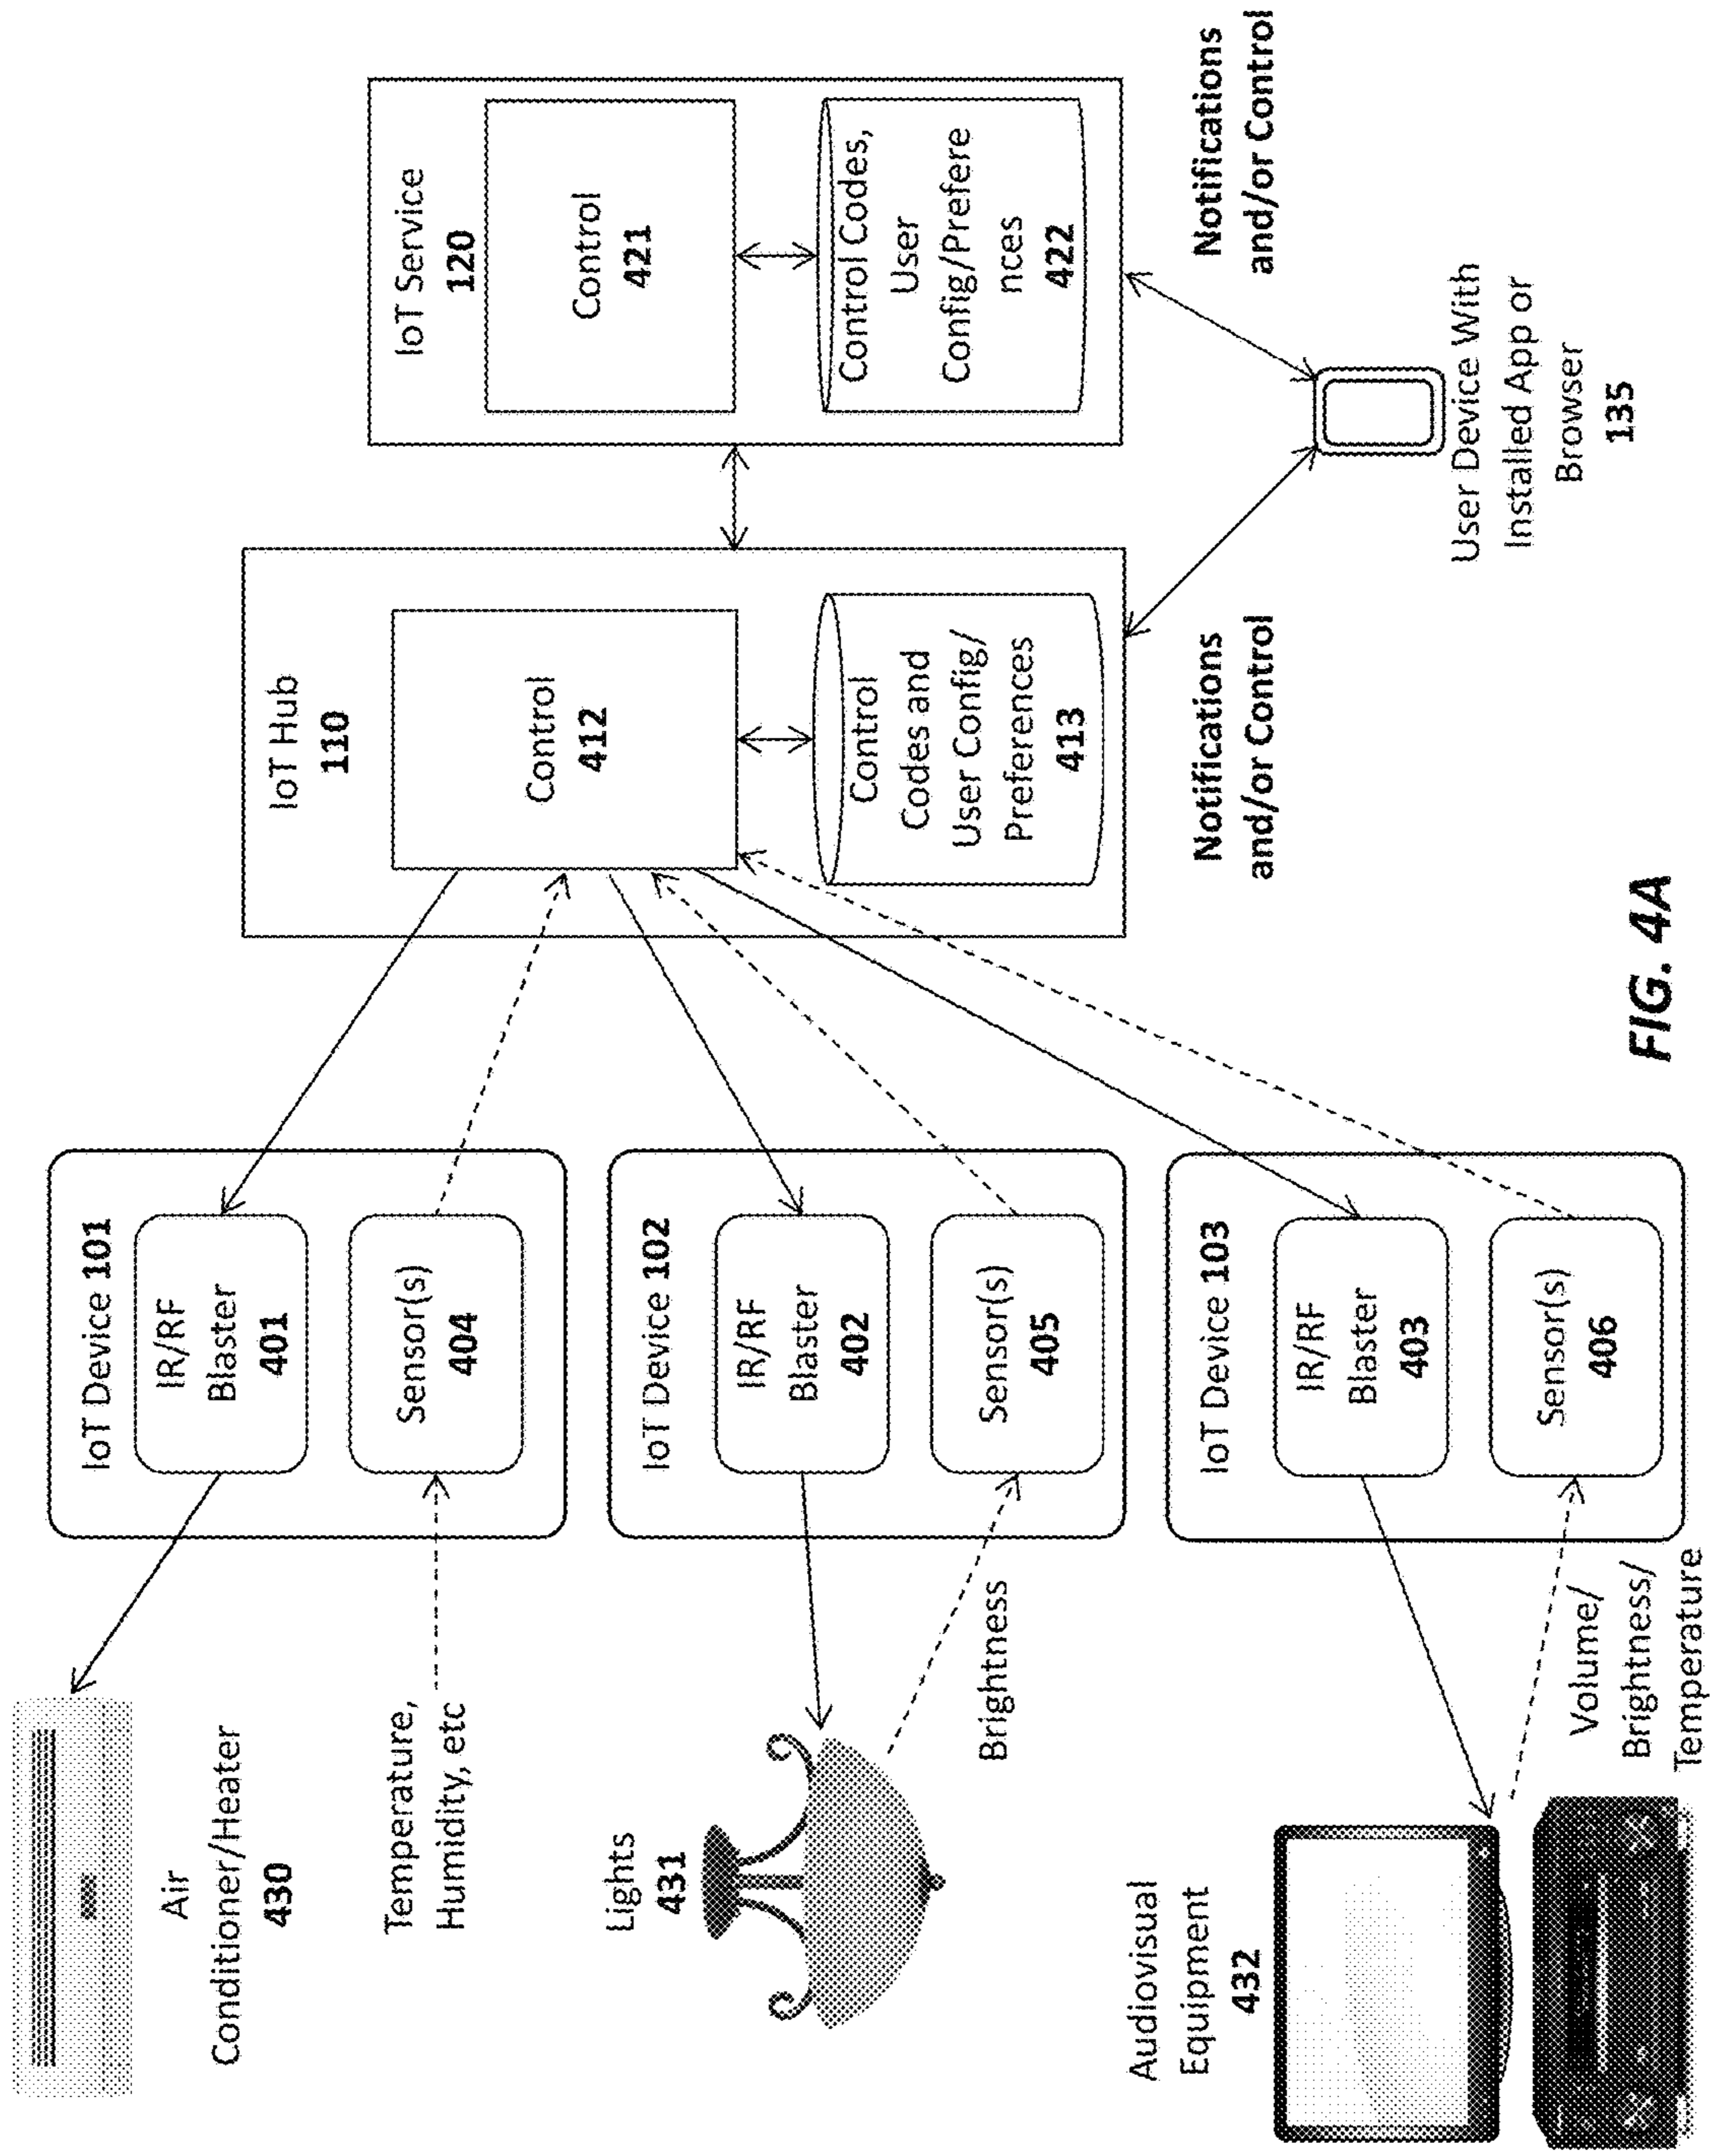 Air
Conditioner/Heater
430
Temperature,
Humidity, etc
Lights
431
Brightness
Audiovisual
Equipment
432
Volume/
Brightness/
Temperature
IoT Device 101
IR/RF
Blaster
401
Sensor(s)
404
IoT Device 102
IR/RF
Blaster
402
Sensor(s)
405
IoT Device 103
IR/RF
Blaster
403
Sensor(s)
406
IoT Hub
110
Control
412
Control
Codes and
User Config/
Preferences
413
Notifications
and/or Control
IoT Service
120
Control
421
Control Codes,
User
Config/Prefere
nces
422
Notifications
and/or Control
User Device With
Installed App or
Browser
135
FIG. 4A